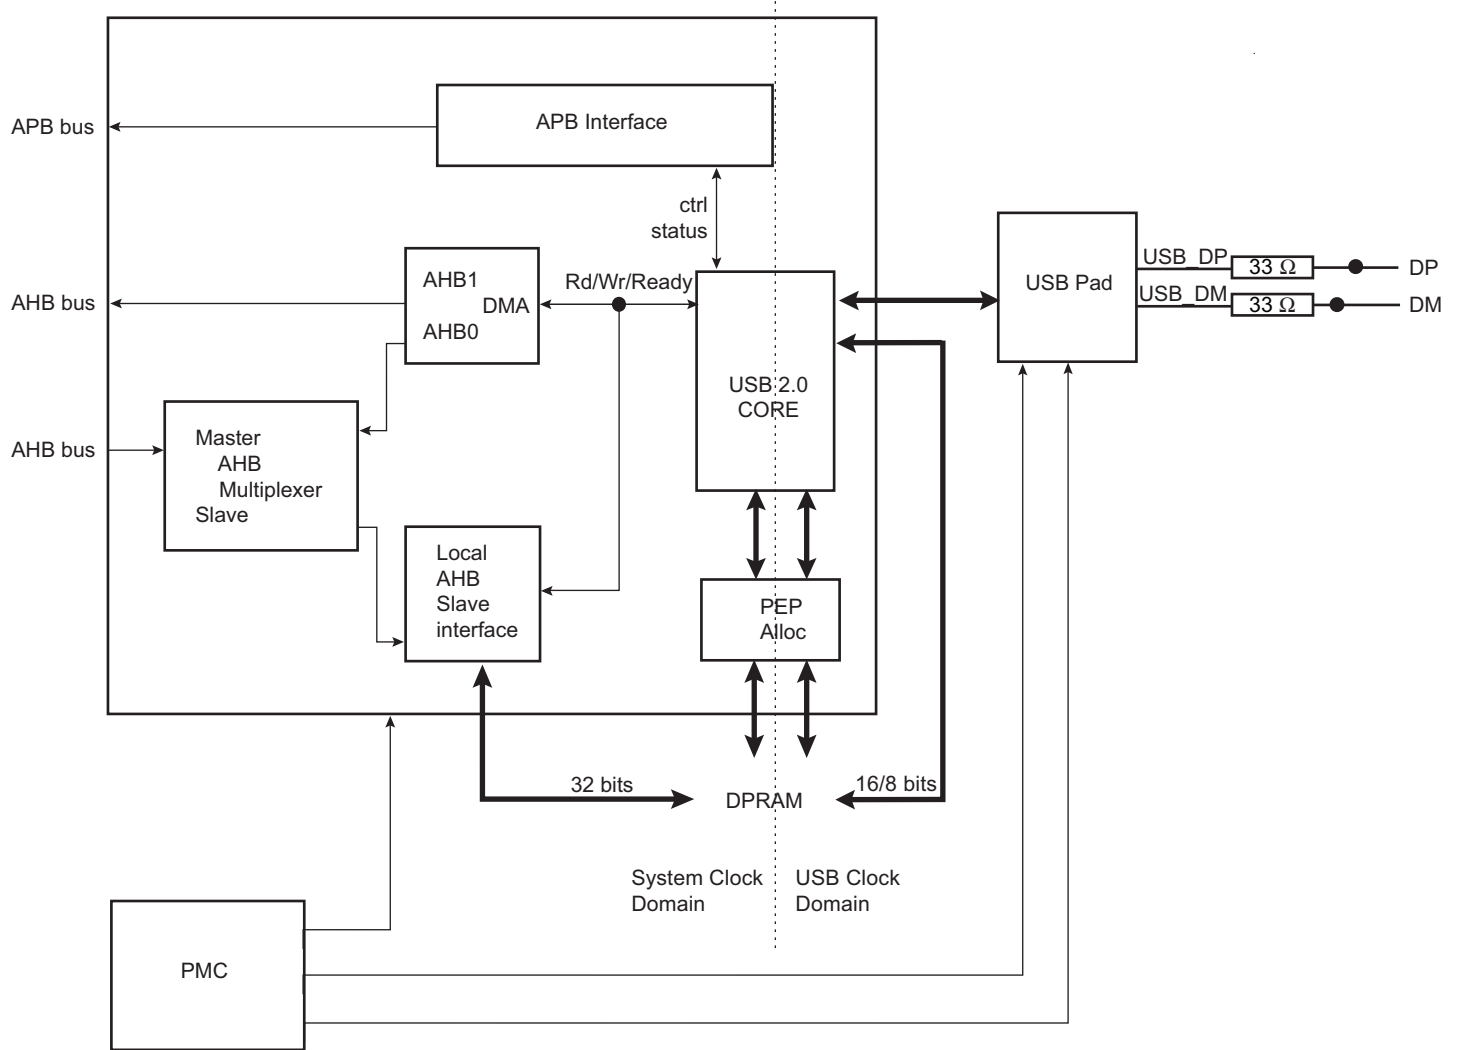 APB bus
APB Interface
ctrl
status
AHB bus
AHB1
DMA
AHB0
Rd/Wr/Ready
USB 2.0
CORE
USB Pad
USB_DP
33 Ω
DP
USB_DM
33 Ω
DM
AHB bus
Master
AHB
Multiplexer
Slave
Local
AHB
Slave
interface
PEP
Alloc
32 bits
DPRAM
16/8 bits
System Clock
Domain
USB Clock
Domain
PMC